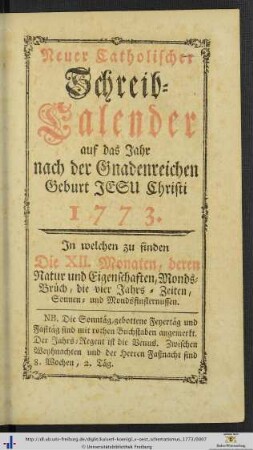 Neuer Catholischer
Schreib-
Calender
auf das Jahr
nach der Gnadenreichen
Geburt JESU Christi
1773.
In welchen zu finden
Die XII. Monaten, deren
Natur und Eigenschaften, Monds-
Brüch, die vier Jahrs-Zeiten,
Sonnen- und Mondsfinsternussen.
NB. Die Sonntäg, gebottene Feyertäg und
Fasttäg sind mit rothen Buchstaben angemerkt.
Der Jahrs-Regent ist die Venus. Zwischen
Weyhnachten und der Herren Faßnacht sind
8. Wochen, 2. Täg.
© Universitätsbibliothek Freiburg